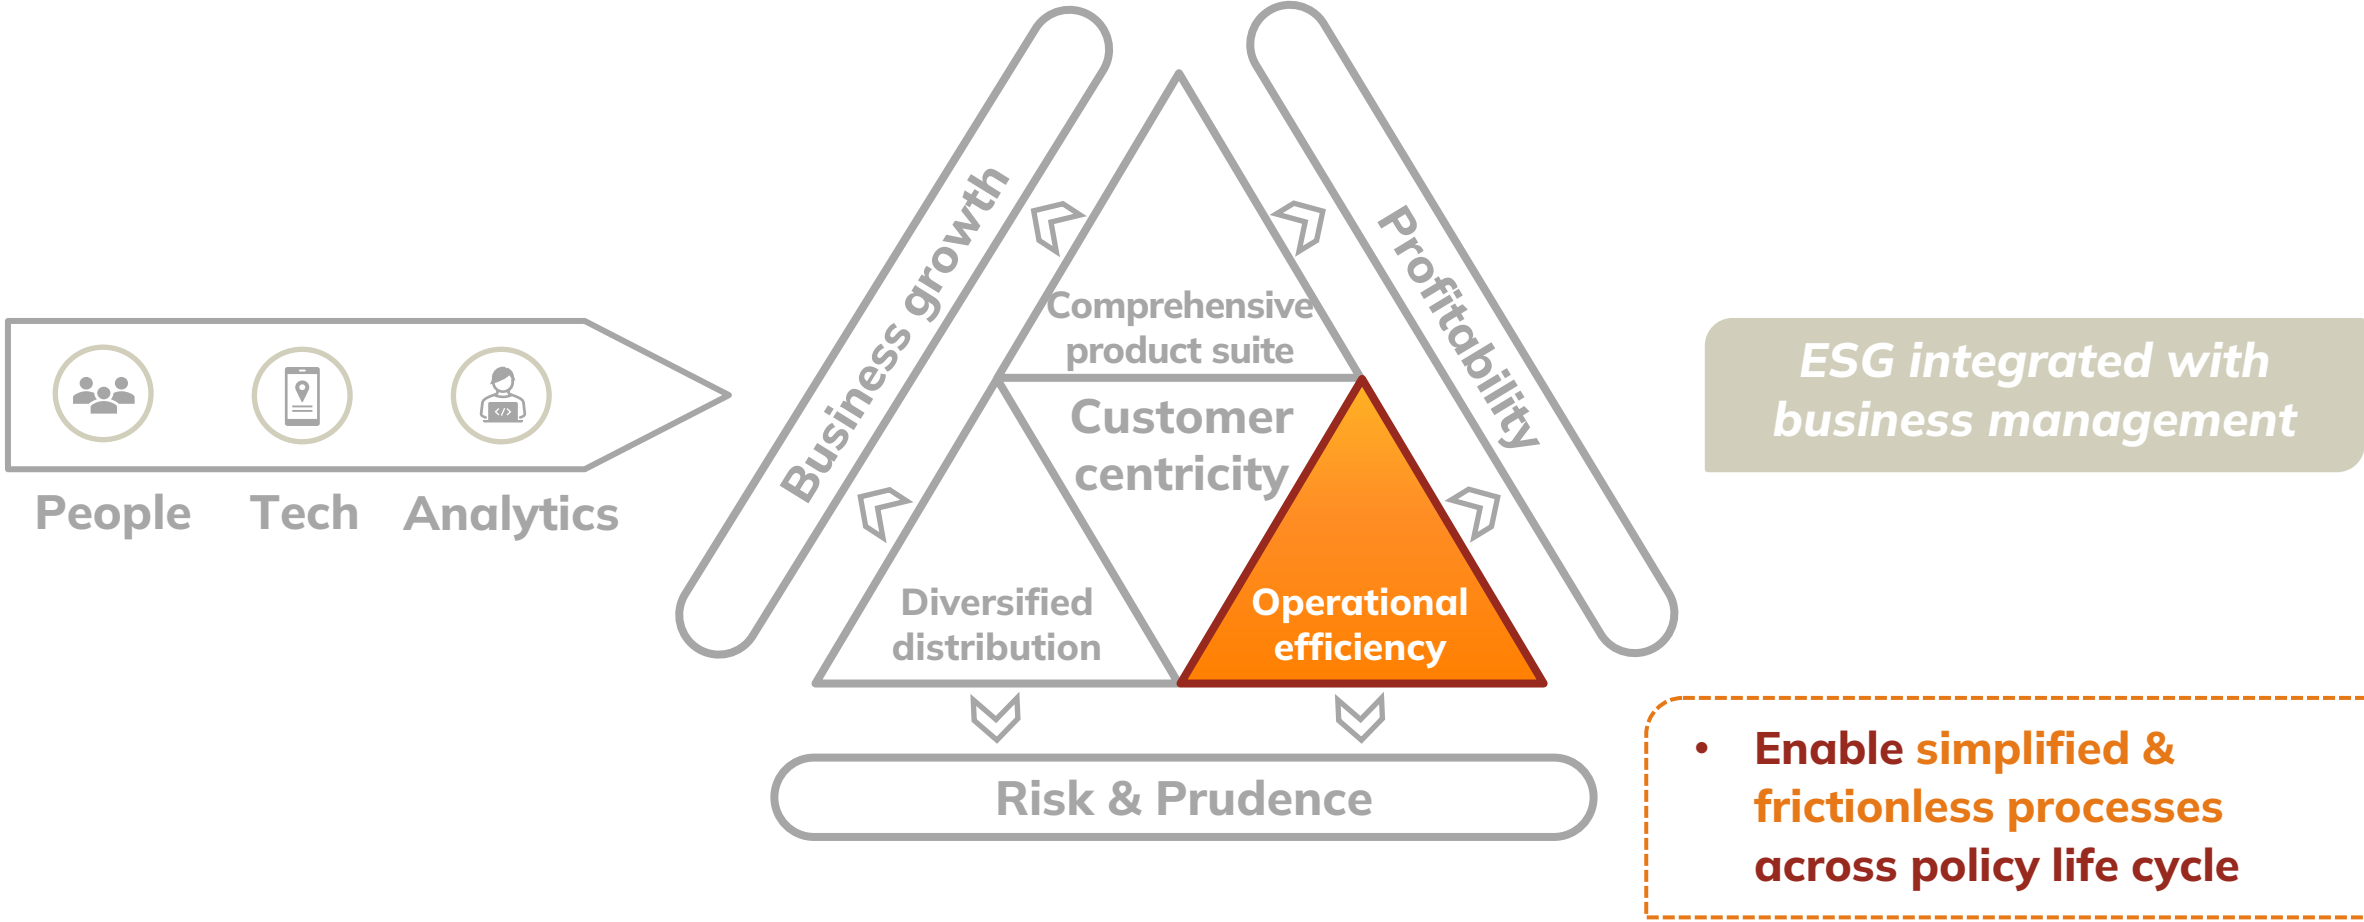 People
Tech
Analytics
Business growth
Profitability
Comprehensive
product suite
Customer
centricity
Diversified
distribution
Operational
efficiency
Risk & Prudence
ESG integrated with
business management
• Enable simplified &
frictionless processes
across policy life cycle